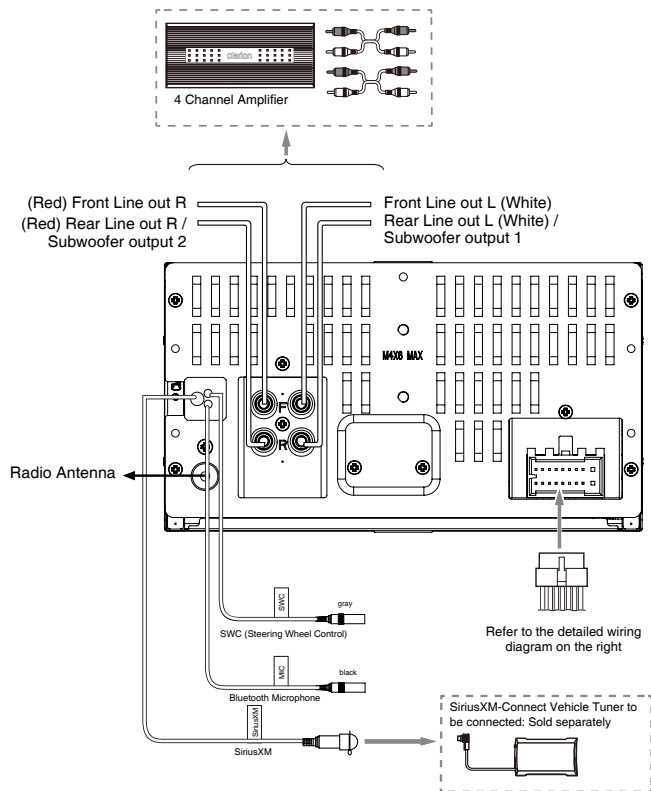 clarion
4 Channel Amplifier
(Red) Front Line out R
(Red) Rear Line out R /
Subwoofer output 2
Front Line out L (White)
Rear Line out L (White) /
Subwoofer output 1
M4X6 MAX
F
R
Radio Antenna
SWC
gray
SWC (Steering Wheel Control)
MIC
black
Bluetooth Microphone
SiriusXM
SiriusXM
Refer to the detailed wiring
diagram on the right
SiriusXM-Connect Vehicle Tuner to
be connected: Sold separately